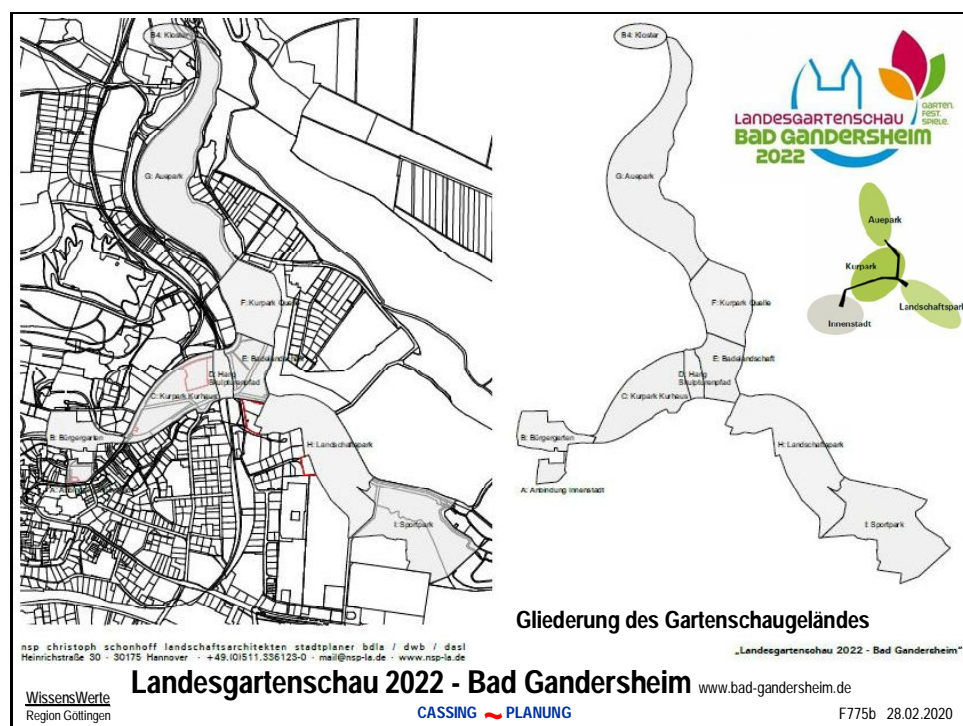 B4: Kloster
G: Auepark
F: Kurpark Quelle
E: Badelandschaft
D: Hang
Skulpturenpfad
C: Kurpark Kurhaus
B: Bürgergarten
H: Landschaftspark
I: Sportpark
B4: Kloster
G: Auepark
F: Kurpark Quelle
E: Badelandschaft
D: Hang
Skulpturenpfad
C: Kurpark Kurhaus
B: Bürgergarten
A: Anbindung Innenstadt
H: Landschaftspark
I: Sportpark
GARTEN.
FEST.
SPIELE.
LANDESGARTENSCHAU
BAD GANDERSHEIM
2022
Auepark
Kurpark
Landschaftspark
Innenstadt
Gliederung des Gartenschaugeländes
nsp christoph schonhoff landschaftsarchitekten stadtplaner bdla / dwb / dasl
Heinrichstraße 30 · 30175 Hannover · +49.(0)511.336123-0 · mail@nsp-la.de · www.nsp-la.de
„Landesgartenschau 2022 - Bad Gandersheim"
Landesgartenschau 2022 - Bad Gandersheim www.bad-gandersheim.de
WissensWerte
Region Göttingen
CASSING ~ PLANUNG
F775b 28.02.2020